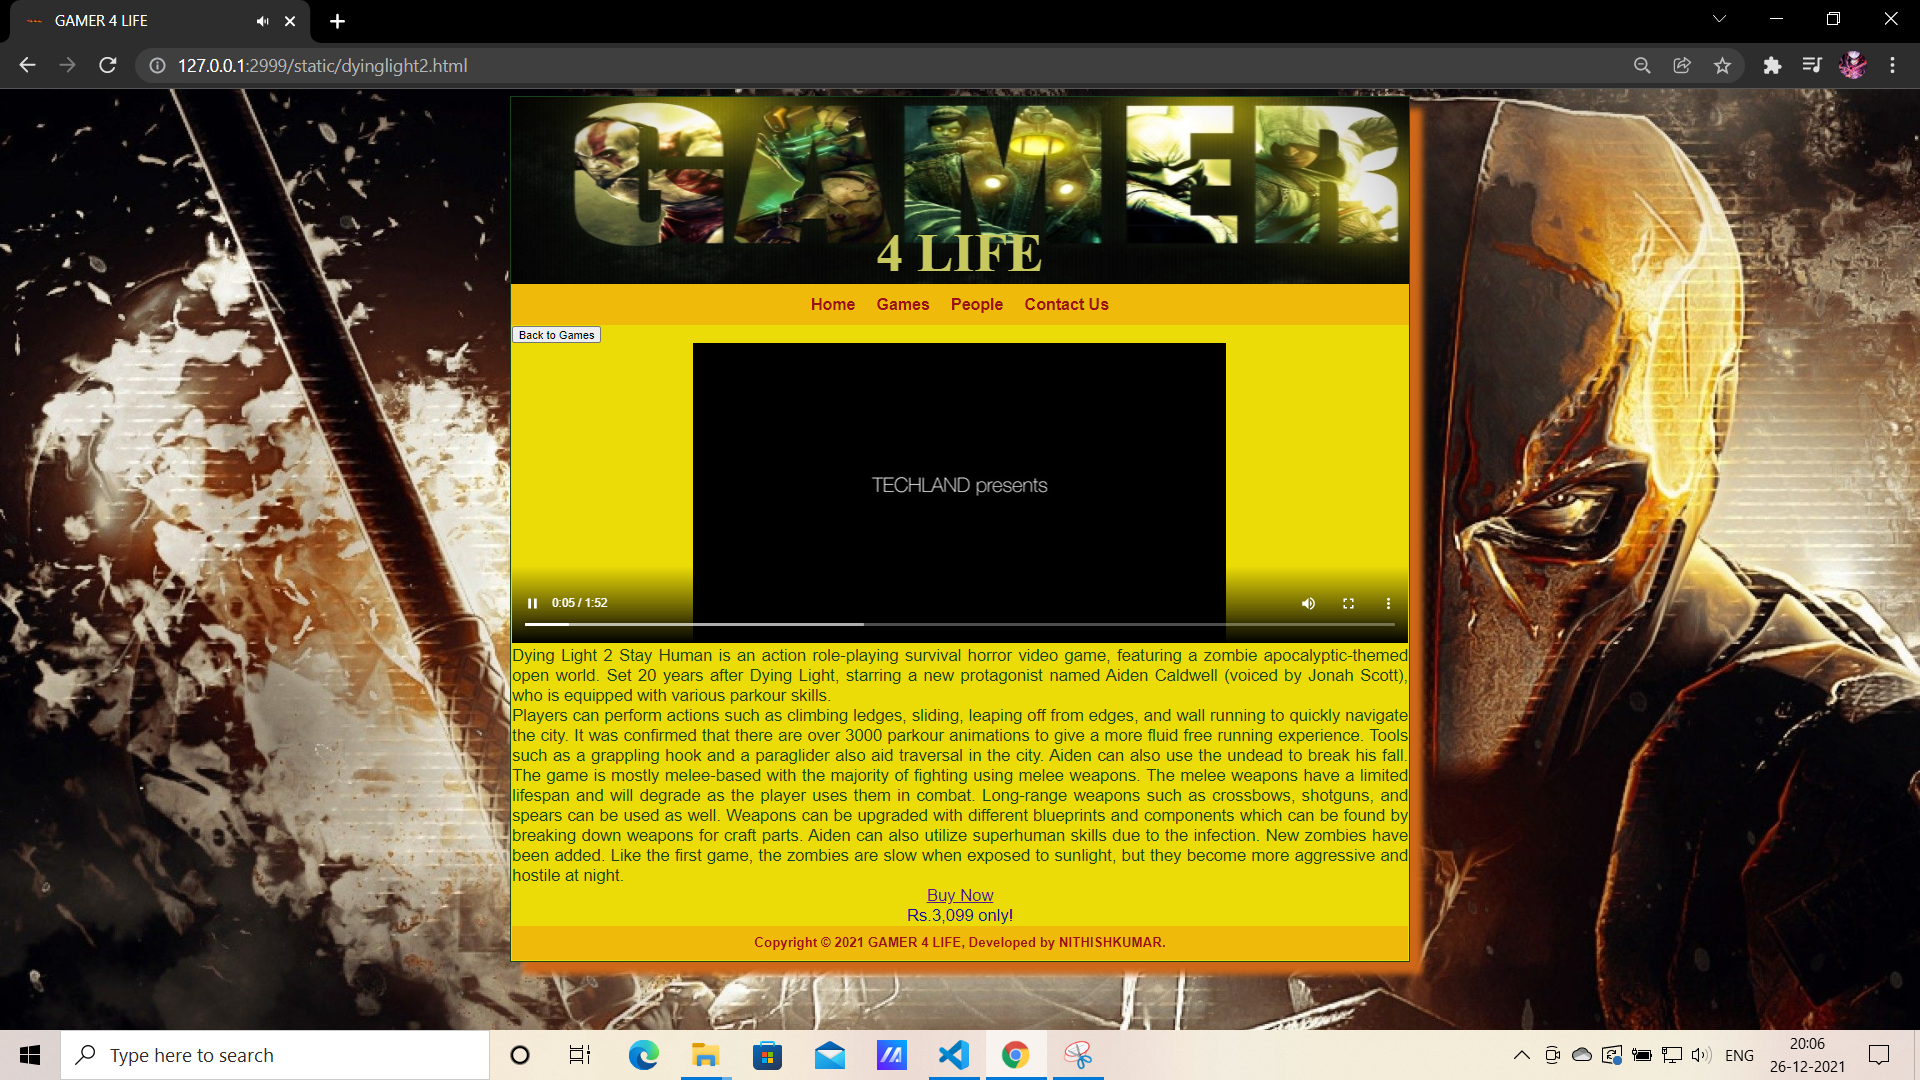 GAMER 4 LIFE
127.0.0.1:2999/static/dyinglight2.html
GAMER
4 LIFE
Home Games People Contact Us
Back to Games
TECHLAND presents
0:05 / 1:52
Dying Light 2 Stay Human is an action role-playing survival horror video game, featuring a zombie apocalyptic-themed
open world. Set 20 years after Dying Light, starring a new protagonist named Aiden Caldwell (voiced by Jonah Scott),
who is equipped with various parkour skills.
Players can perform actions such as climbing ledges, sliding, leaping off from edges, and wall running to quickly navigate
the city. It was confirmed that there are over 3000 parkour animations to give a more fluid free running experience. Tools
such as a grappling hook and a paraglider also aid traversal in the city. Aiden can also use the undead to break his fall.
The game is mostly melee-based with the majority of fighting using melee weapons. The melee weapons have a limited
lifespan and will degrade as the player uses them in combat. Long-range weapons such as crossbows, shotguns, and
spears can be used as well. Weapons can be upgraded with different blueprints and components which can be found by
breaking down weapons for craft parts. Aiden can also utilize superhuman skills due to the infection. New zombies have
been added. Like the first game, the zombies are slow when exposed to sunlight, but they become more aggressive and
hostile at night.
Buy Now
Rs.3,099 only!
Copyright © 2021 GAMER 4 LIFE, Developed by NITHISHKUMAR.
Type here to search
ENG
20:06
26-12-2021